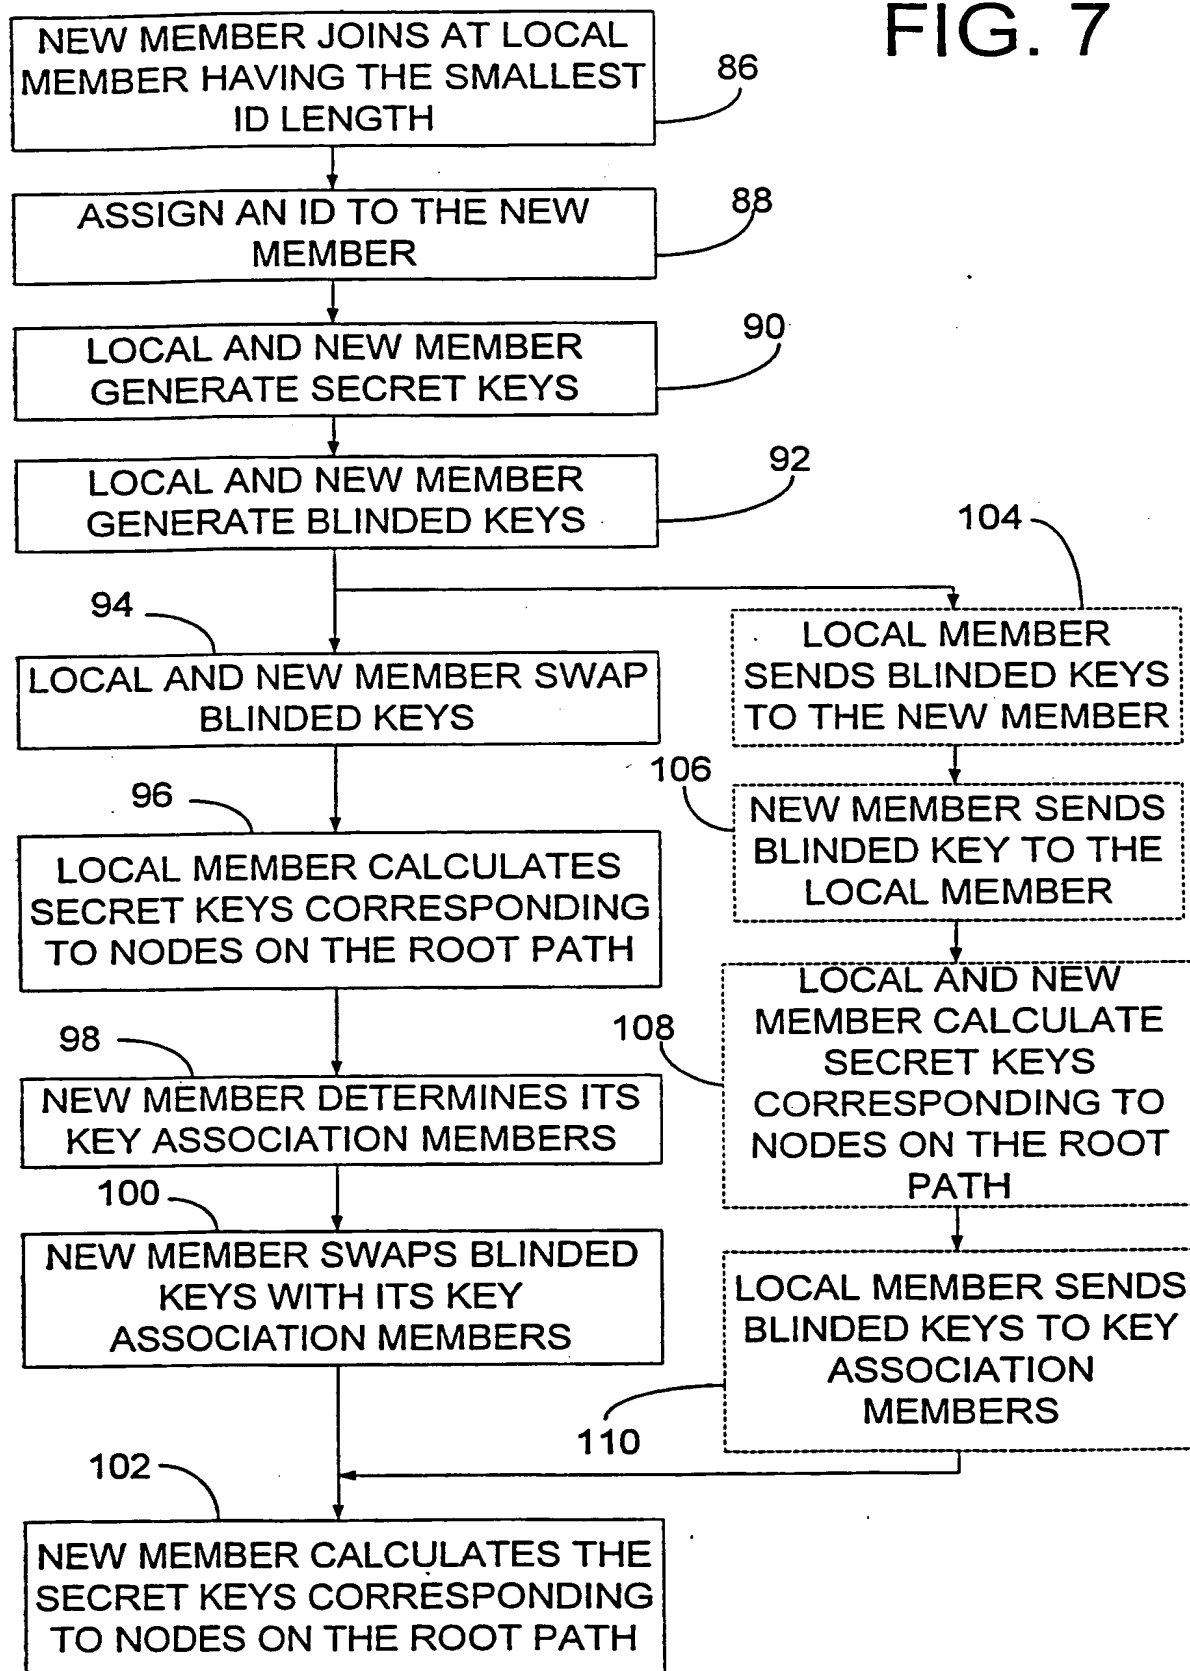 FIG. 7
NEW MEMBER JOINS AT LOCAL
MEMBER HAVING THE SMALLEST
ID LENGTH
86
ASSIGN AN ID TO THE NEW
MEMBER
88
LOCAL AND NEW MEMBER
GENERATE SECRET KEYS
90
LOCAL AND NEW MEMBER
GENERATE BLINDED KEYS
92
94
LOCAL AND NEW MEMBER SWAP
BLINDED KEYS
96
LOCAL MEMBER CALCULATES
SECRET KEYS CORRESPONDING
TO NODES ON THE ROOT PATH
98
NEW MEMBER DETERMINES ITS
KEY ASSOCIATION MEMBERS
100
NEW MEMBER SWAPS BLINDED
KEYS WITH ITS KEY
ASSOCIATION MEMBERS
104
LOCAL MEMBER
SENDS BLINDED KEYS
TO THE NEW MEMBER
106
NEW MEMBER SENDS
BLINDED KEY TO THE
LOCAL MEMBER
108
LOCAL AND NEW
MEMBER CALCULATE
SECRET KEYS
CORRESPONDING TO
NODES ON THE ROOT
PATH
LOCAL MEMBER SENDS
BLINDED KEYS TO KEY
ASSOCIATION
MEMBERS
110
102
NEW MEMBER CALCULATES THE
SECRET KEYS CORRESPONDING
TO NODES ON THE ROOT PATH